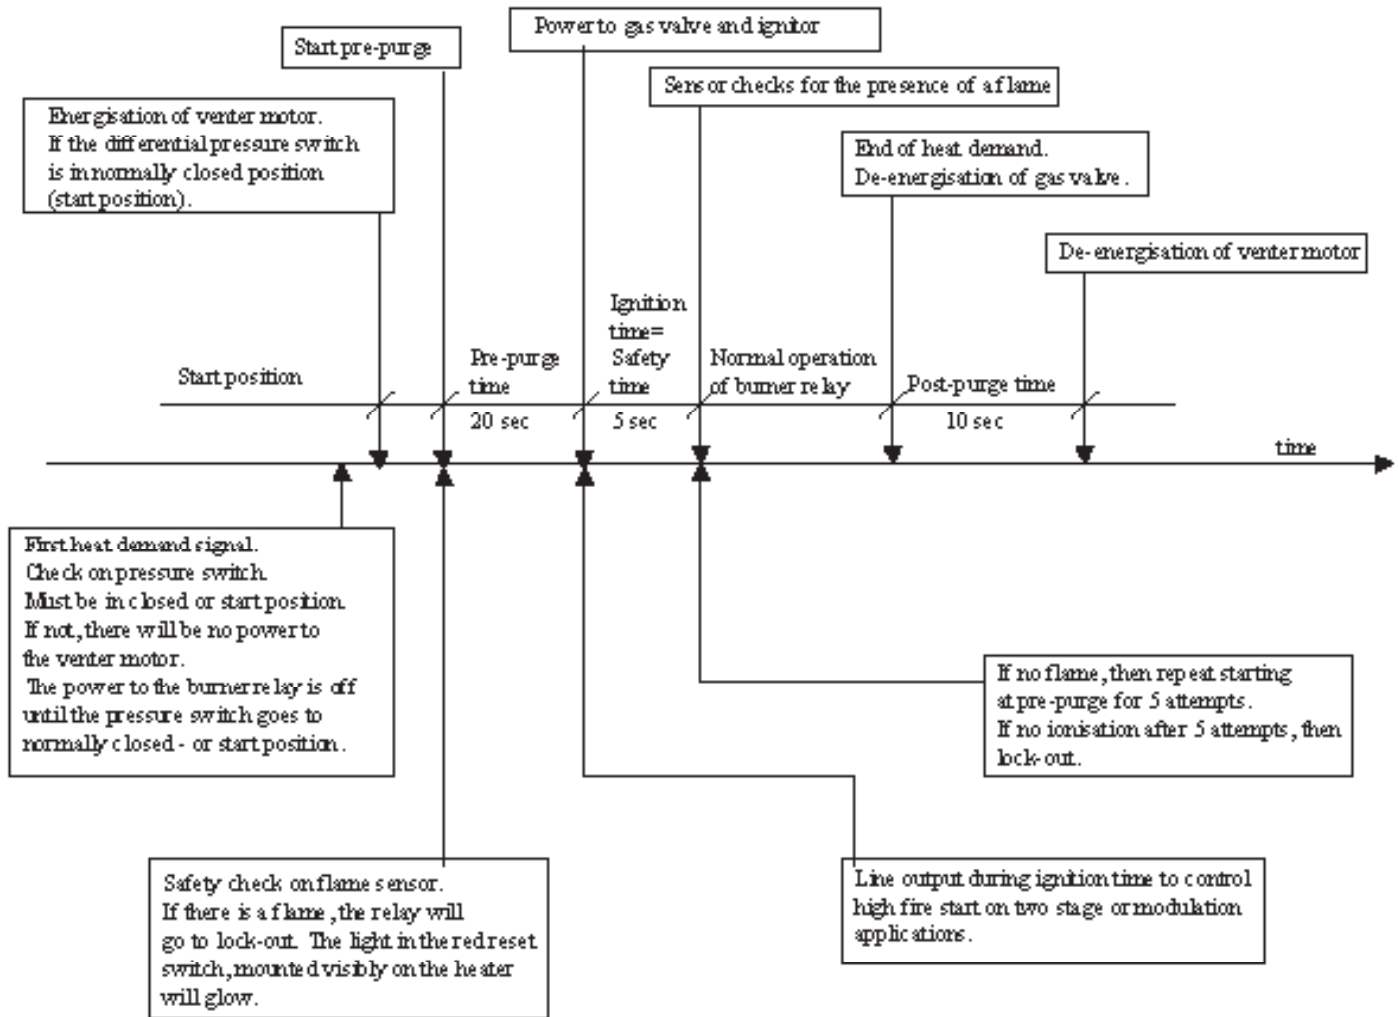 Power to gas valve and ignitor
Start pre-purge
Sensor checks for the presence of a flame
Energisation of venter motor.
If the differential pressure switch
is in normally closed position
(start position).
End of heat demand.
De-energisation of gas valve.
De-energisation of venter motor
Start position
Pre-purge
time
20 sec
Ignition
time=
Safety
time
5 sec
Normal operation
of burner relay
Post-purge time
10 sec
time
First heat demand signal.
Check on pressure switch.
Must be in closed or start position.
If not, there will be no power to
the venter motor.
The power to the burner relay is off
until the pressure switch goes to
normally closed - or start position.
If no flame, then repeat starting
at pre-purge for 5 attempts.
If no ionisation after 5 attempts, then
lock-out.
Safety check on flame sensor.
If there is a flame, the relay will
go to lock-out. The light in the red reset
switch, mounted visibly on the heater
will glow.
Line output during ignition time to control
high fire start on two stage or modulation
applications.